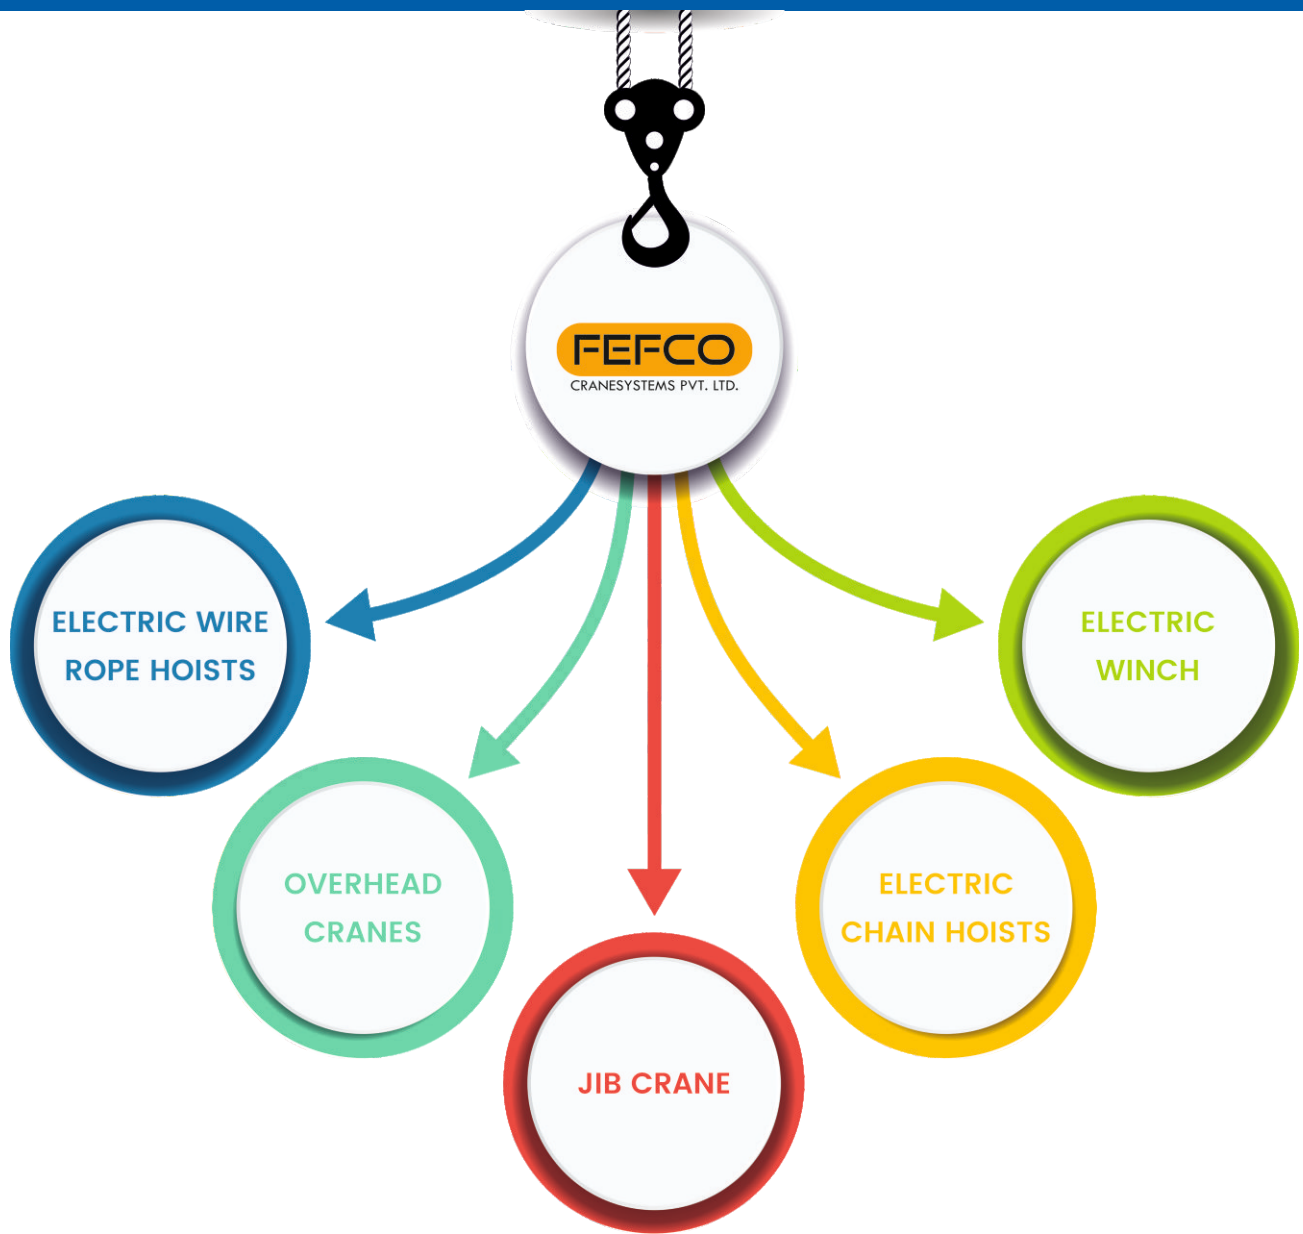 FEFCO
CRANESYSTEMS PVT. LTD.
ELECTRIC WIRE
ROPE HOISTS
OVERHEAD
CRANES
JIB CRANE
ELECTRIC
CHAIN HOISTS
ELECTRIC
WINCH